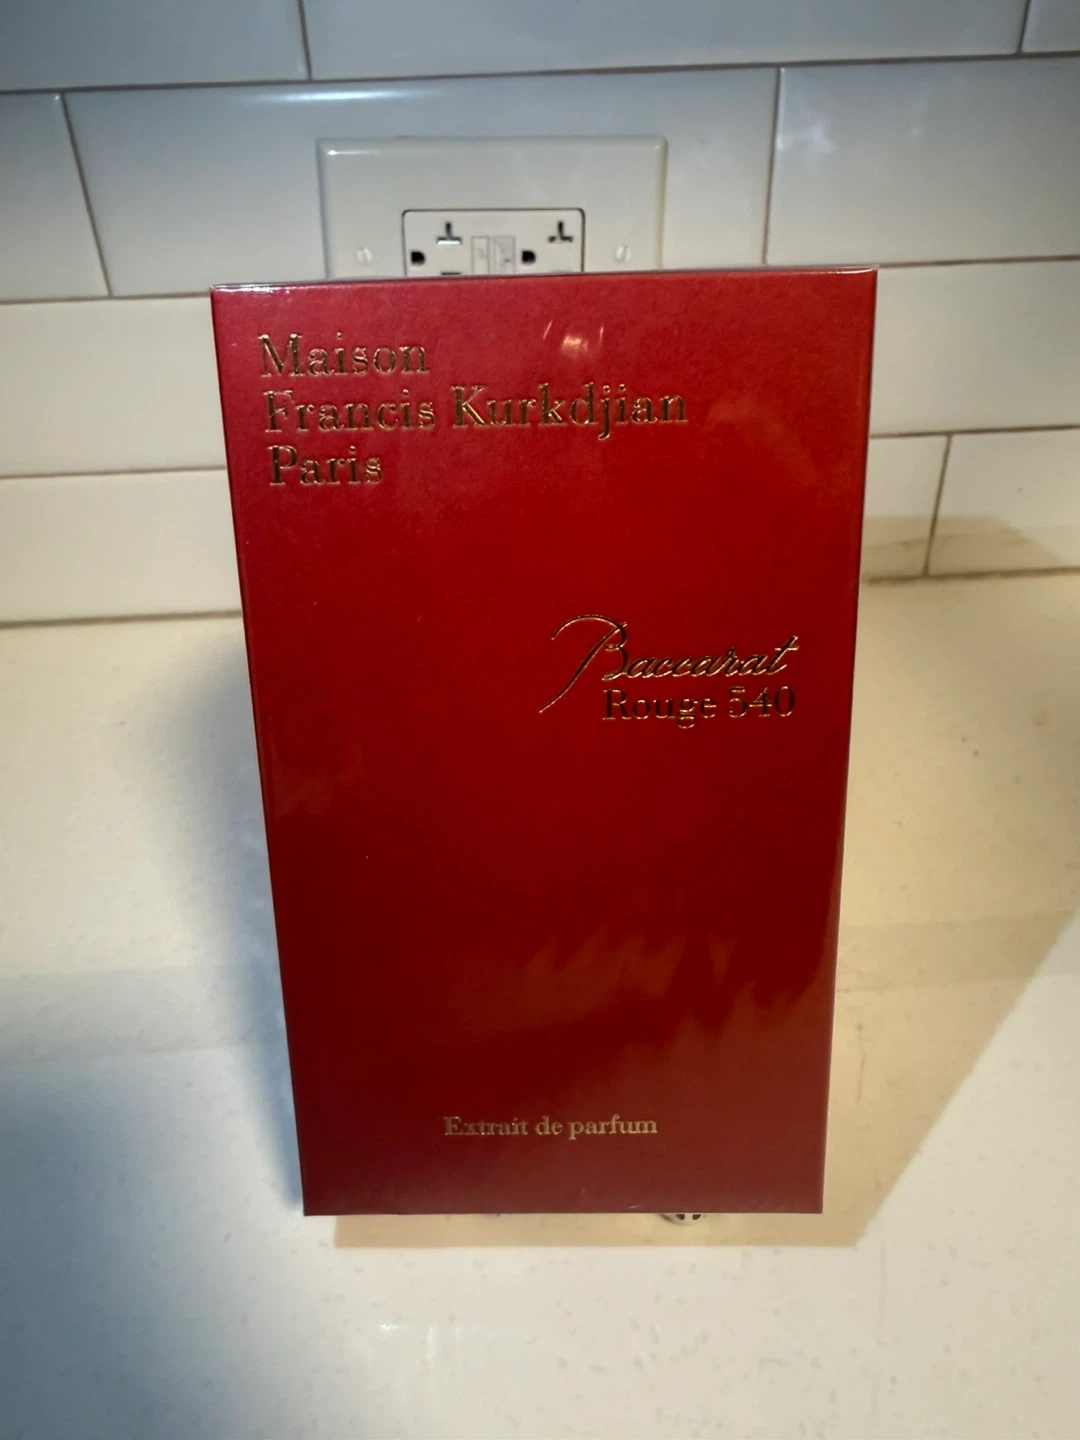 Maison
Francis Kurkdjian
Paris
Baccarat
Rouge 540
Extrait de parfum